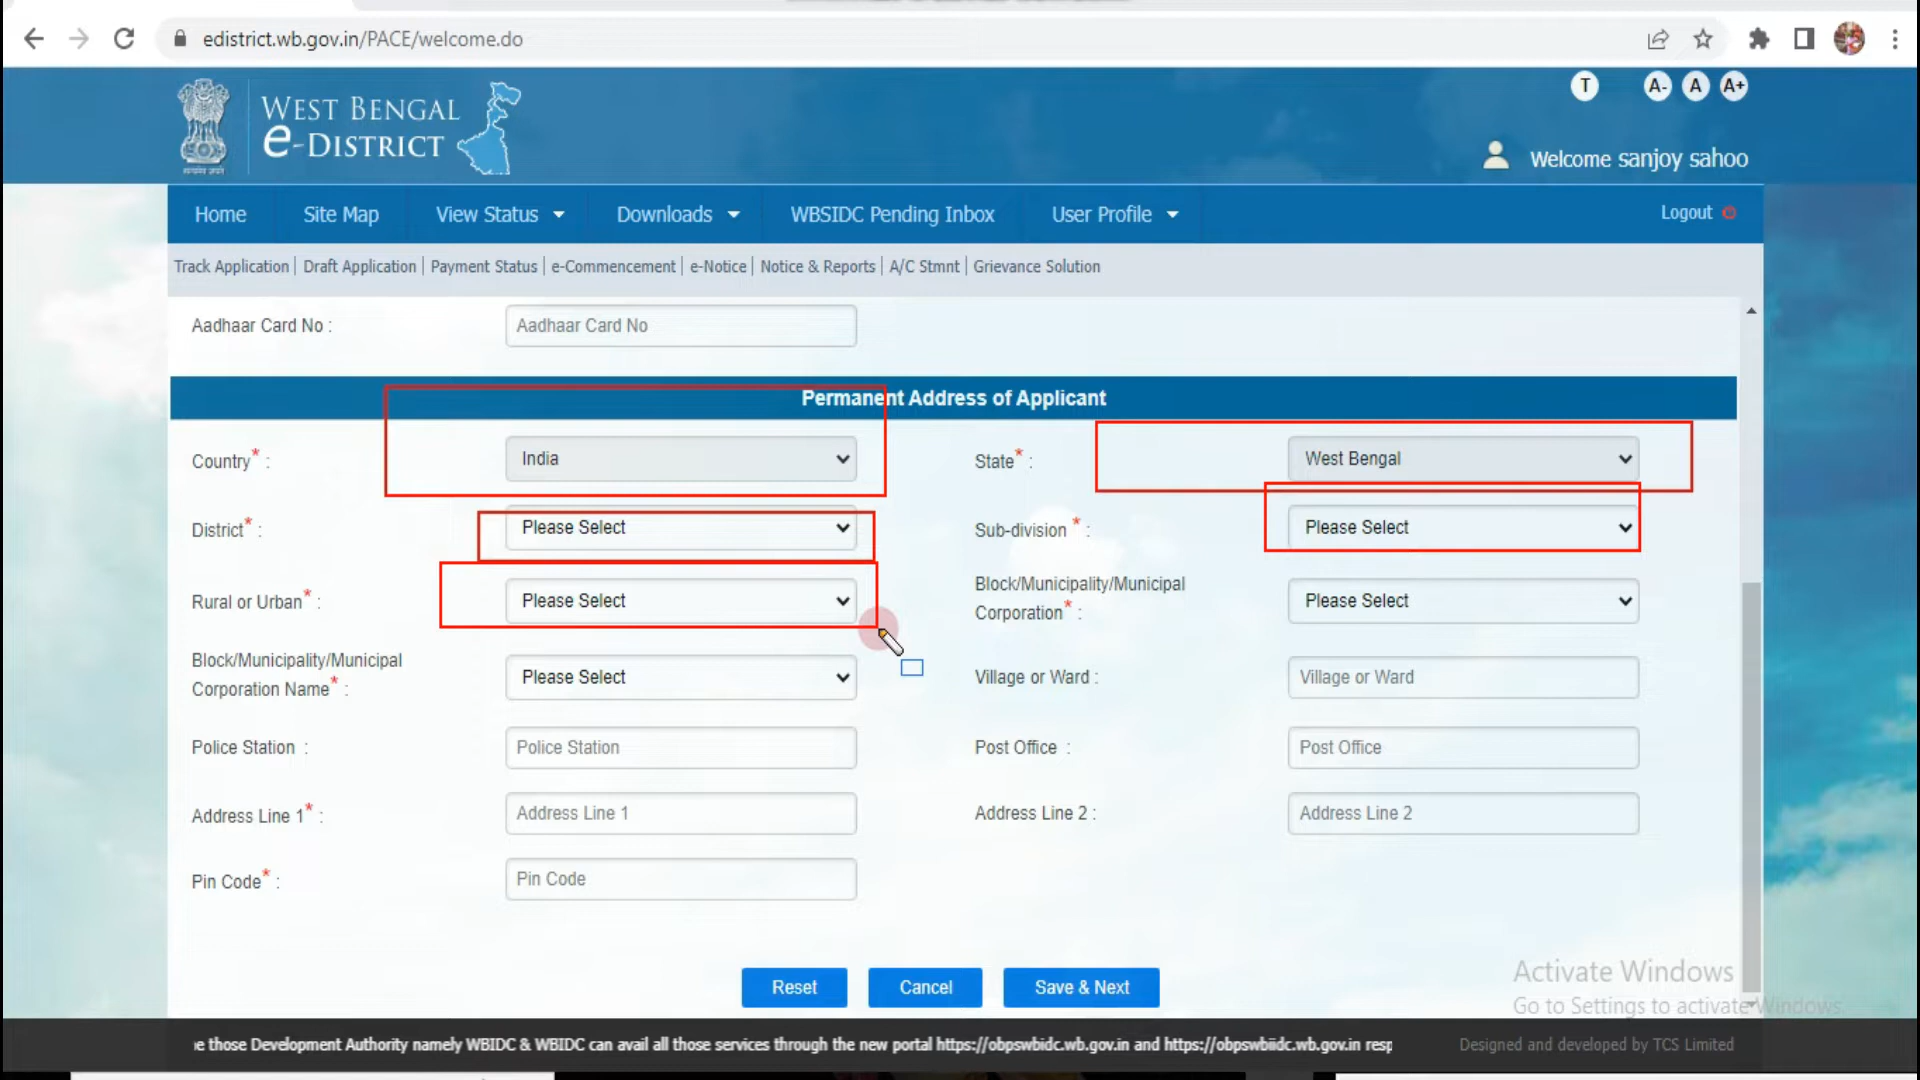 edistrict.wb.gov.in/PACE/welcome.do
T A- A A+
WEST BENGAL
e-DISTRICT
Welcome sanjoy sahoo
Home Site Map View Status Downloads WBSIDC Pending Inbox User Profile Logout
Track Application | Draft Application | Payment Status | e-Commencement | e-Notice | Notice & Reports | A/C Stmnt | Grievance Solution
Aadhaar Card No : Aadhaar Card No
Permanent Address of Applicant
Country* : India State* : West Bengal
District* : Please Select Sub-division * : Please Select
Rural or Urban* : Please Select Block/Municipality/Municipal
Corporation* : Please Select
Block/Municipality/Municipal
Corporation Name* : Please Select Village or Ward : Village or Ward
Police Station : Police Station Post Office : Post Office
Address Line 1* : Address Line 1 Address Line 2 : Address Line 2
Pin Code* : Pin Code
Reset Cancel Save & Next
Activate Windows
Go to Settings to activate Windows.
e those Development Authority namely WBIDC & WBIDC can avail all those services through the new portal https://obpswbidc.wb.gov.in and https://obpswbiidc.wb.gov.in resp
Designed and developed by TCS Limited